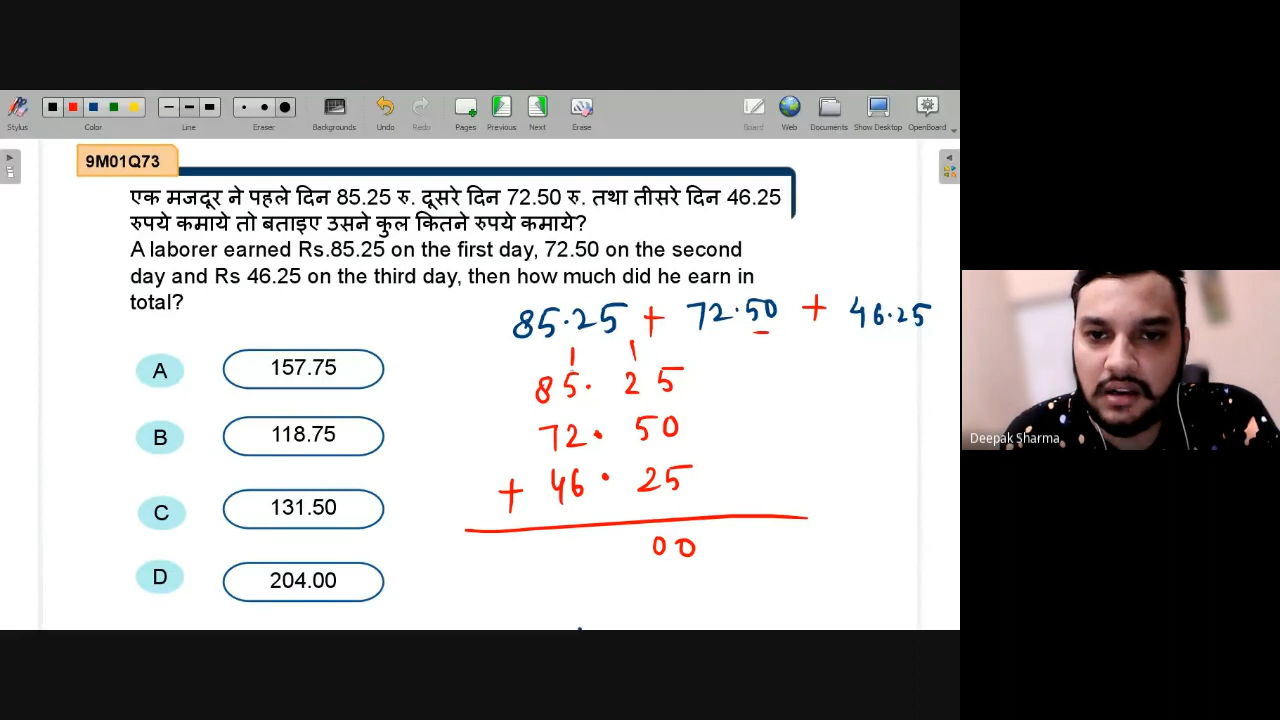 Stylus
Color
Line
Eraser
Backgrounds
Undo
Redo
Pages
Previous
Next
Erase
Board
Web
Documents
Show Desktop
OpenBoard
9M01Q73
एक मजदूर ने पहले दिन 85.25 रु. दूसरे दिन 72.50 रु. तथा तीसरे दिन 46.25
रुपये कमाये तो बताइए उसने कुल कितने रुपये कमाये?
A laborer earned Rs.85.25 on the first day, 72.50 on the second
day and Rs 46.25 on the third day, then how much did he earn in
total?
85.25 + 72.50 + 46.25
A 157.75
B 118.75
C 131.50
D 204.00
1 1
85. 25
72. 50
+ 46. 25
00
Deepak Sharma